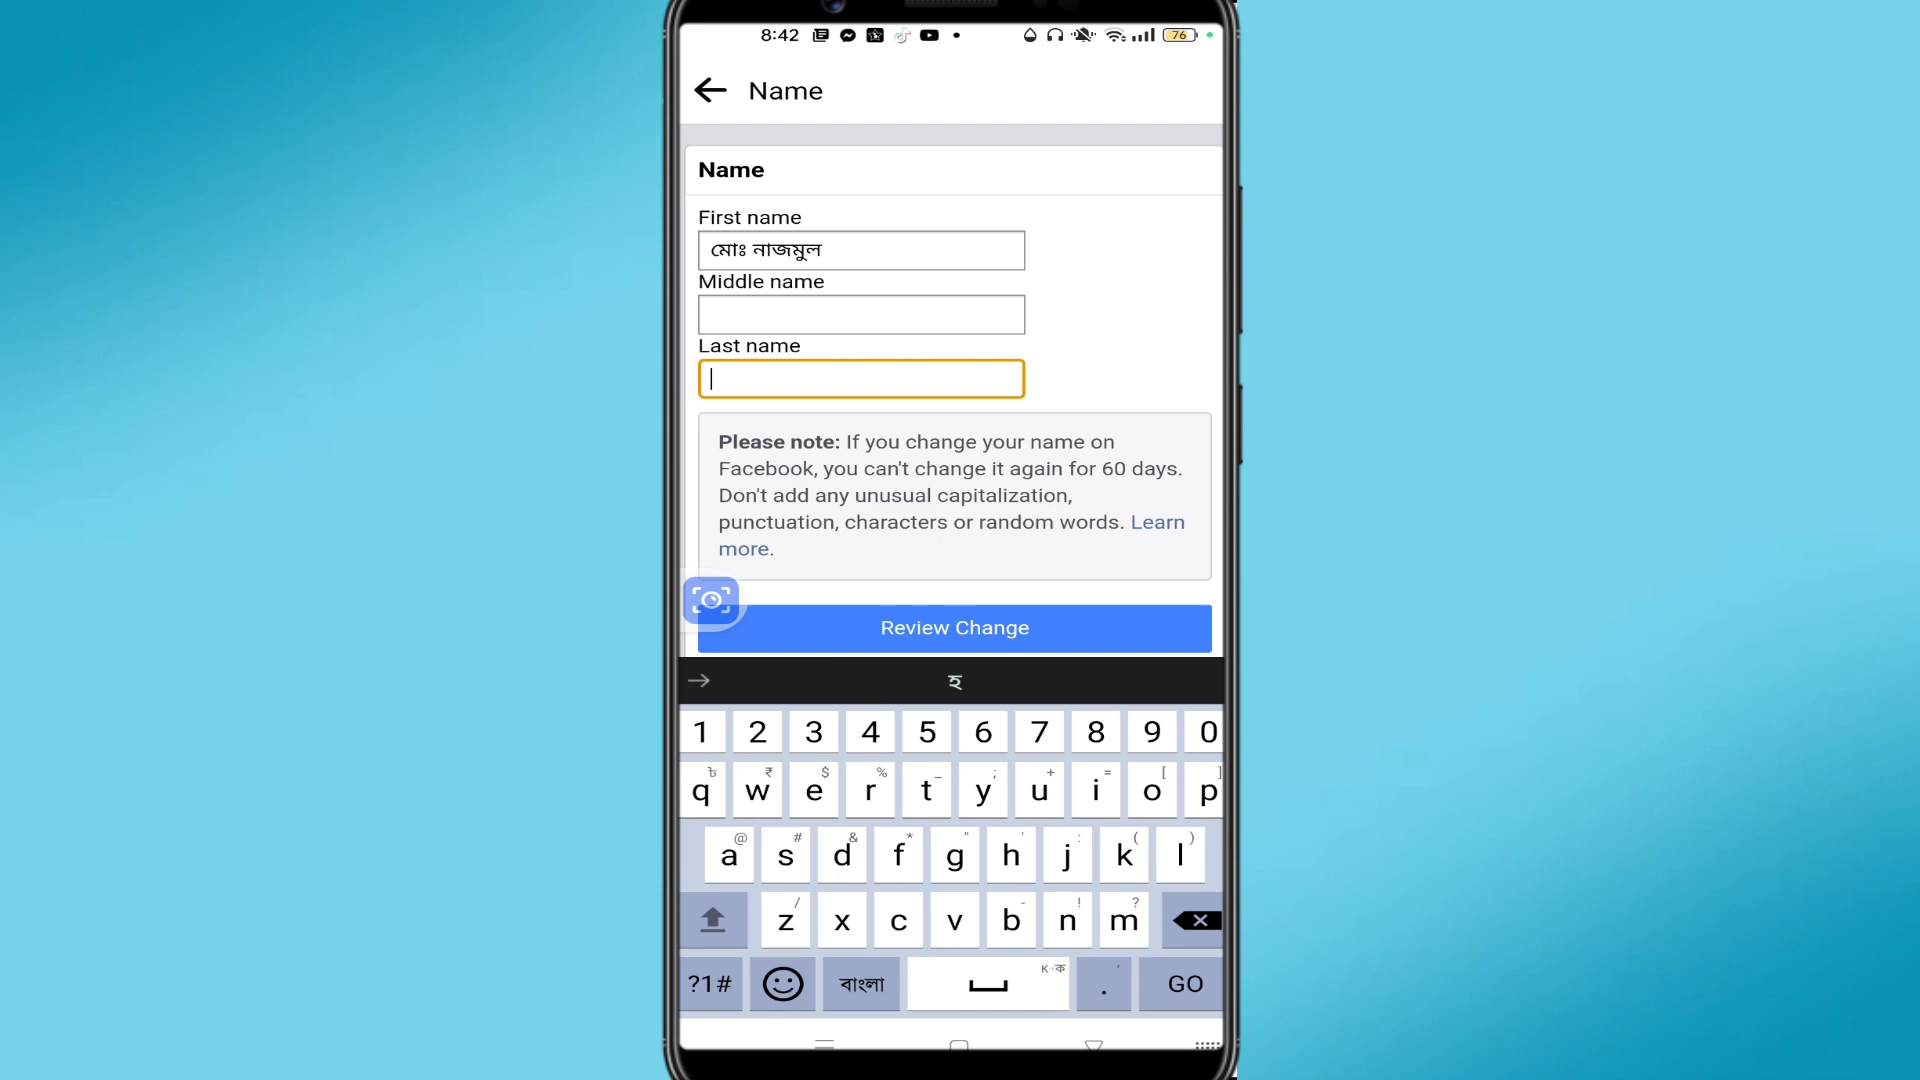 8:42
76
Name
Name
First name
মোঃ নাজমুল
Middle name
Last name
Please note: If you change your name on
Facebook, you can't change it again for 60 days.
Don't add any unusual capitalization,
punctuation, characters or random words. Learn
more.
Review Change
হ
1 2 3 4 5 6 7 8 9 0
৳ ₹ $ % _ ; + = [ ]
q w e r t y u i o p
@ # & * " ' : ( )
a s d f g h j k l
/ - ! ?
z x c v b n m
K·ক
?1# বাংলা . GO